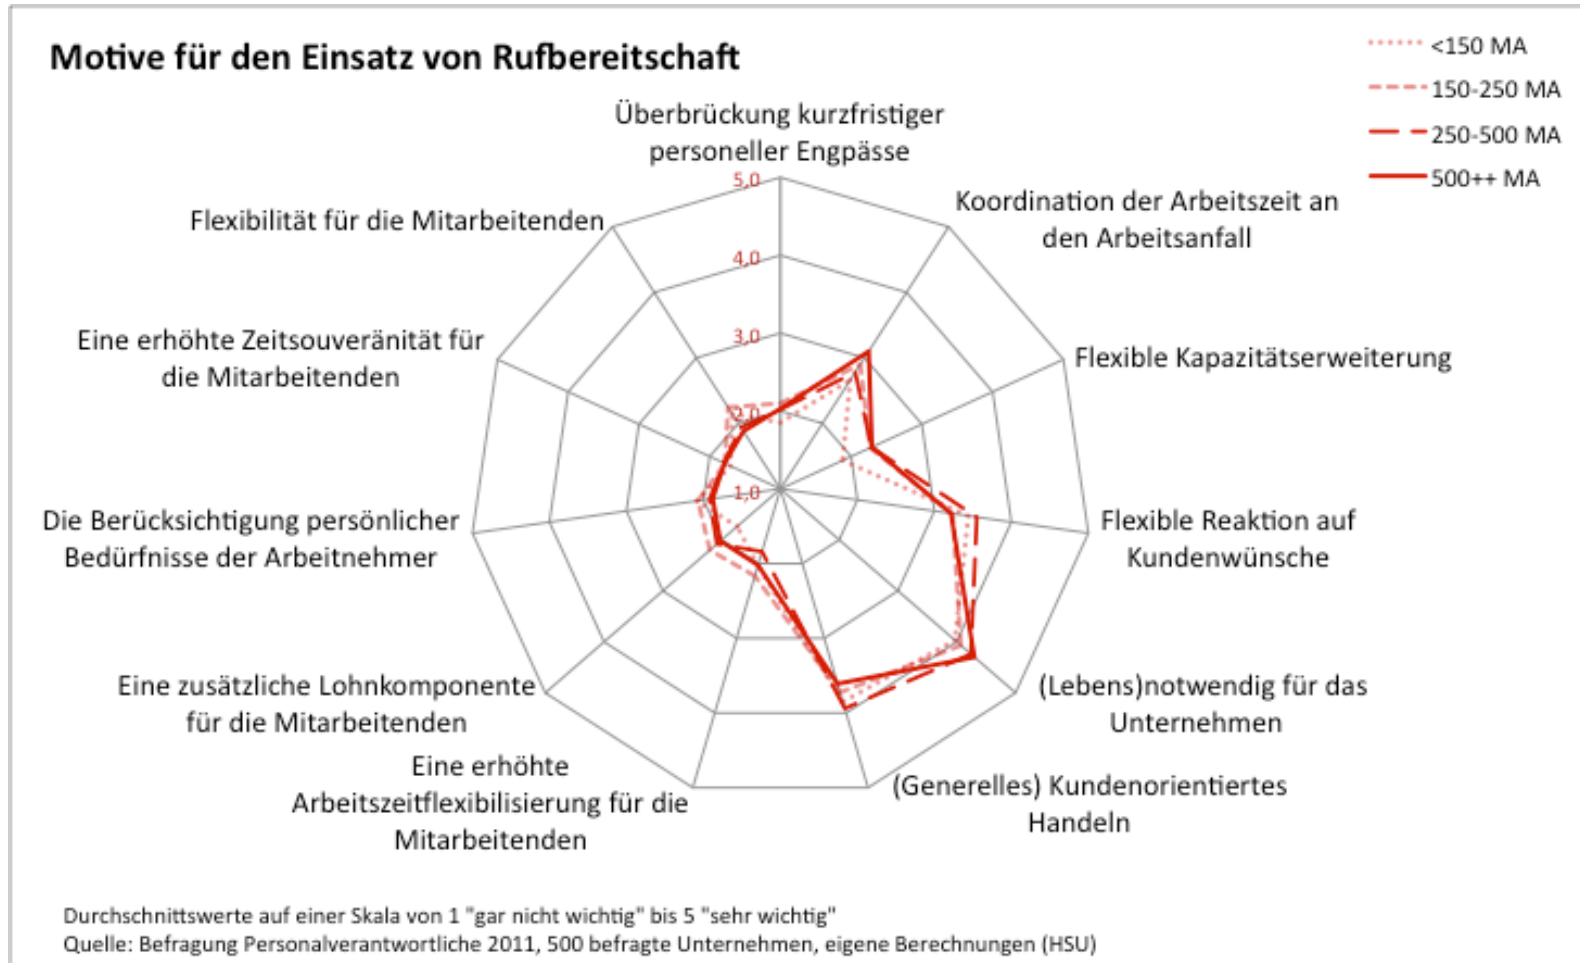 Motive für den Einsatz von Rufbereitschaft
<150 MA
150-250 MA
250-500 MA
500++ MA
Überbrückung kurzfristiger
personeller Engpässe
Koordination der Arbeitszeit an
den Arbeitsanfall
Flexible Kapazitätserweiterung
Flexible Reaktion auf
Kundenwünsche
(Lebens)notwendig für das
Unternehmen
(Generelles) Kundenorientiertes
Handeln
Eine erhöhte
Arbeitszeitflexibilisierung für die
Mitarbeitenden
Eine zusätzliche Lohnkomponente
für die Mitarbeitenden
Die Berücksichtigung persönlicher
Bedürfnisse der Arbeitnehmer
Eine erhöhte Zeitsouveränität für
die Mitarbeitenden
Flexibilität für die Mitarbeitenden
5,0
4,0
3,0
2,0
1,0
Durchschnittswerte auf einer Skala von 1 "gar nicht wichtig" bis 5 "sehr wichtig"
Quelle: Befragung Personalverantwortliche 2011, 500 befragte Unternehmen, eigene Berechnungen (HSU)